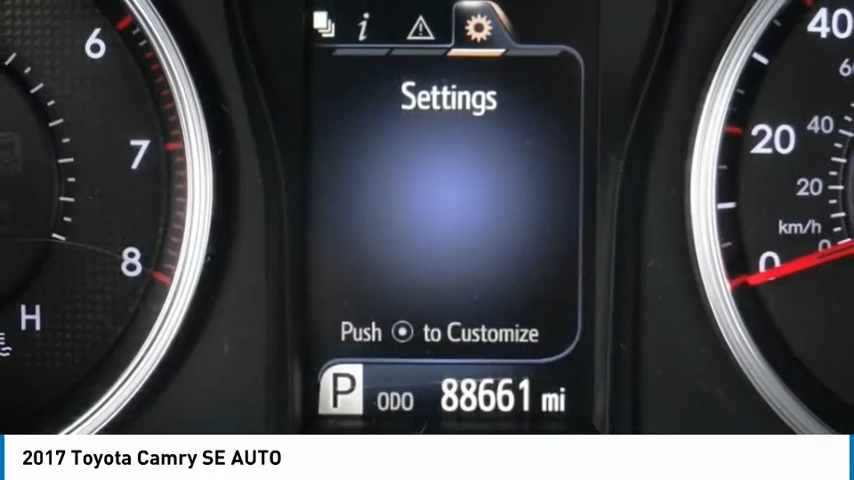 6
7
8
H
i
Settings
Push to Customize
P ODO 88661 mi
40
60
20 40
20
km/h
0 0
2017 Toyota Camry SE AUTO